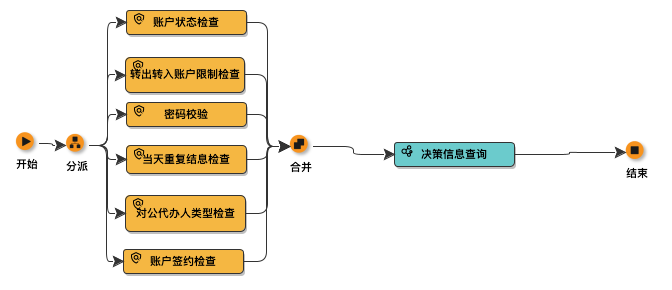 账户状态检查
转出转入账户限制检查
密码校验
开始
分派
当天重复结息检查
合并
决策信息查询
结束
对公代办人类型检查
账户签约检查